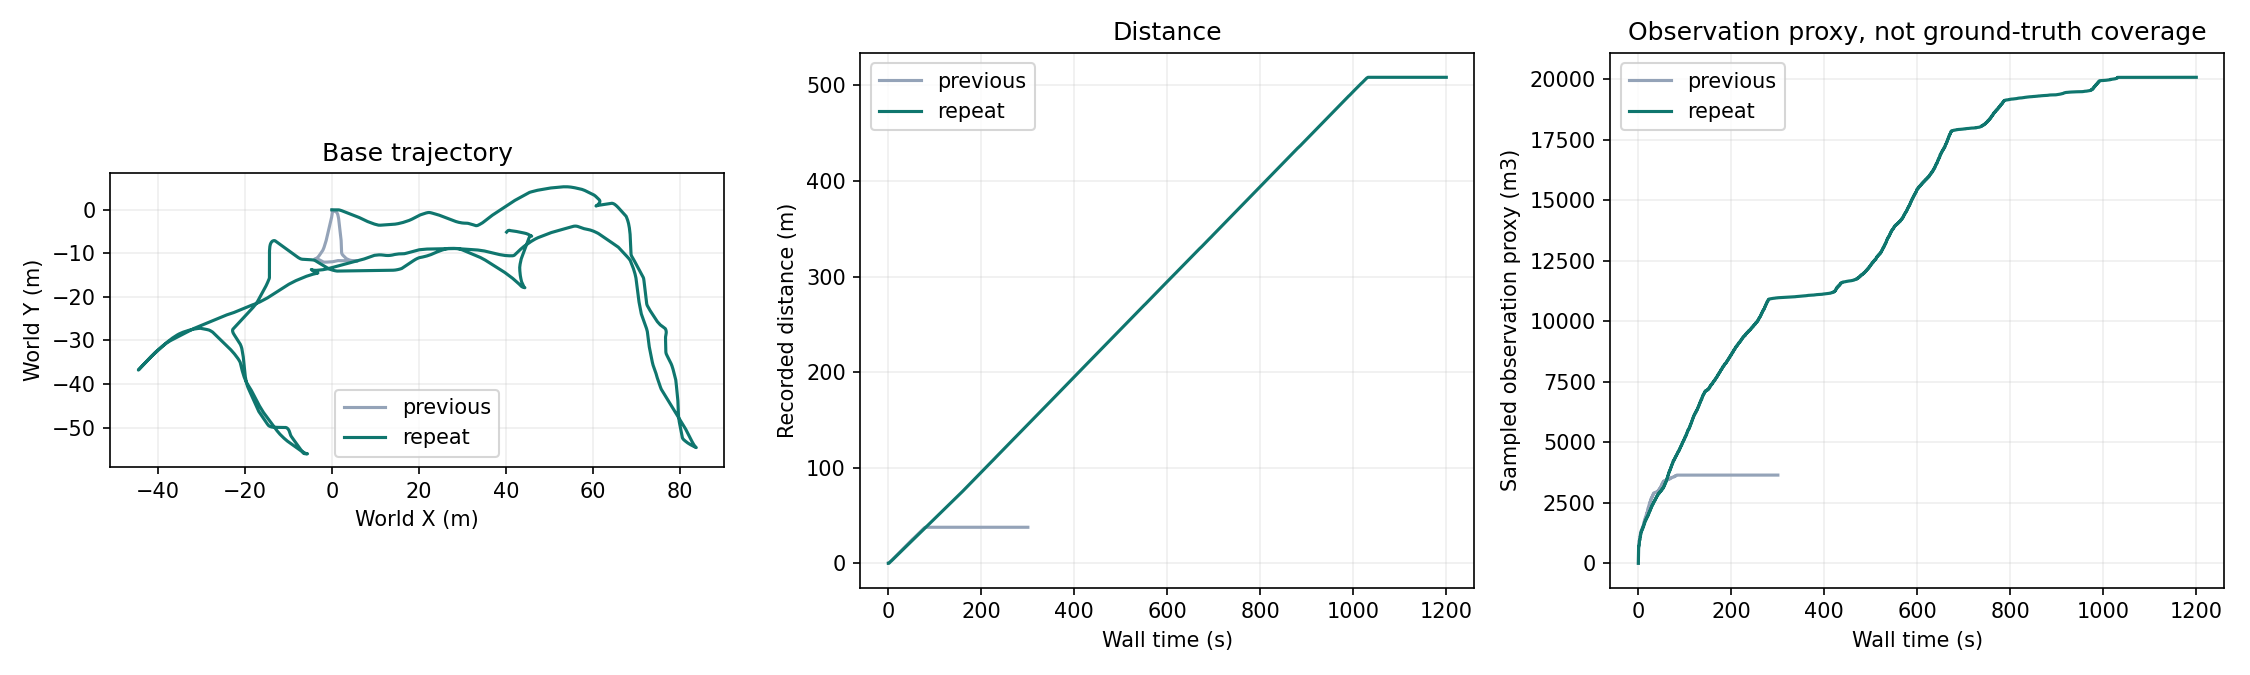 Base trajectory
0
−10
−20
−30
−40
−50
World Y (m)
−40
−20
0
20
40
60
80
World X (m)
previous
repeat
Distance
500
400
300
200
100
0
Recorded distance (m)
0
200
400
600
800
1000
1200
Wall time (s)
previous
repeat
Observation proxy, not ground-truth coverage
20000
17500
15000
12500
10000
7500
5000
2500
0
Sampled observation proxy (m3)
0
200
400
600
800
1000
1200
Wall time (s)
previous
repeat